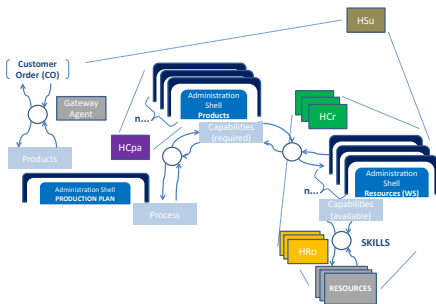 HSu
Customer
Order (CO)
Gateway
Agent
Products
Administration
Shell
Products
n...
HCr
HCpa
Capabilities
(required)
Administration
Shell
Resources (WS)
n...
Administration Shell
PRODUCTION PLAN
Process
Capabilities
(available)
HRo
SKILLS
RESOURCES